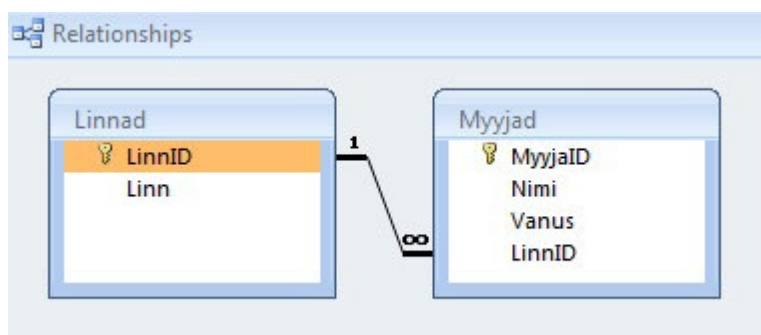 Relationships
Linnad
LinnID
Linn
1
∞
Myyjad
MyyjaID
Nimi
Vanus
LinnID